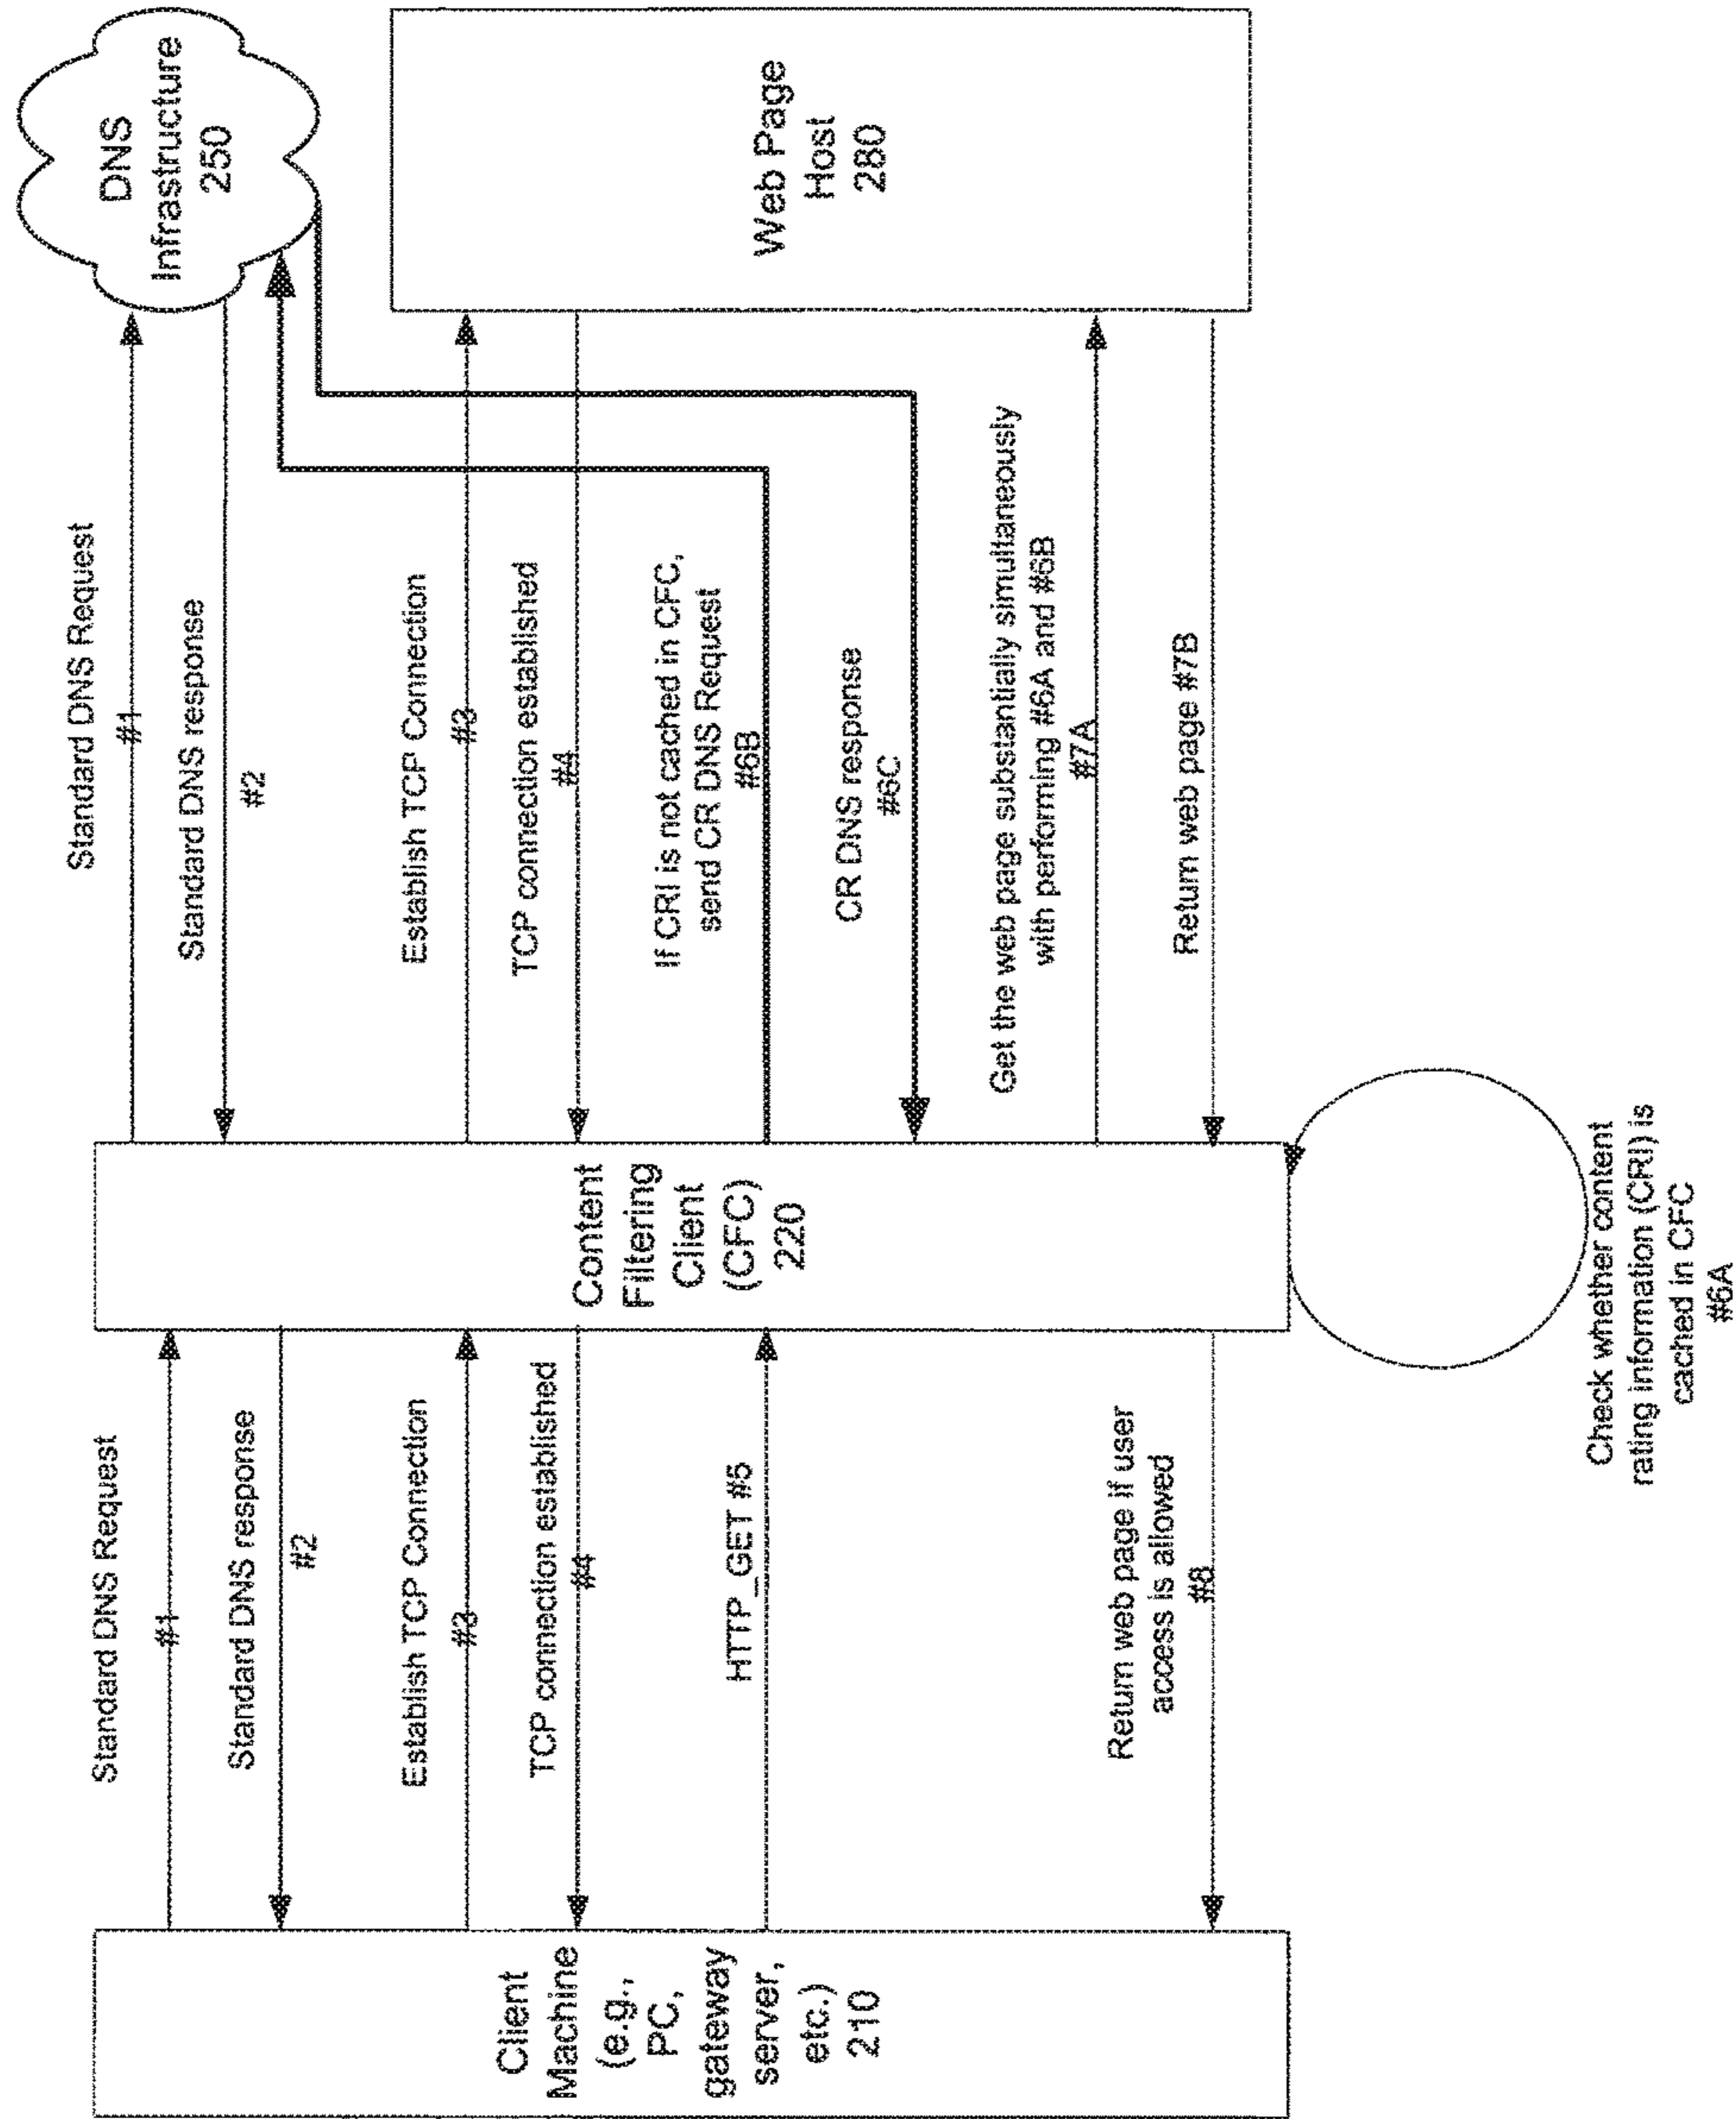 Client
Machine
(e.g.,
PC,
gateway
server,
etc.)
210
Standard DNS Request
#1
Standard DNS response
#2
Establish TCP Connection
#3
TCP connection established
#4
HTTP_GET #5
Return web page if user
access is allowed
#8
Content
Filtering
Client
(CFC)
220
Check whether content
rating information (CRI) is
cached in CFC
#6A
Standard DNS Request
#1
Standard DNS response
#2
Establish TCP Connection
#3
TCP connection established
#4
If CRI is not cached in CFC,
send CR DNS Request
#6B
CR DNS response
#6C
Get the web page substantially simultaneously
with performing #6A and #6B
#7A
Return web page #7B
DNS
Infrastructure
250
Web Page
Host
280